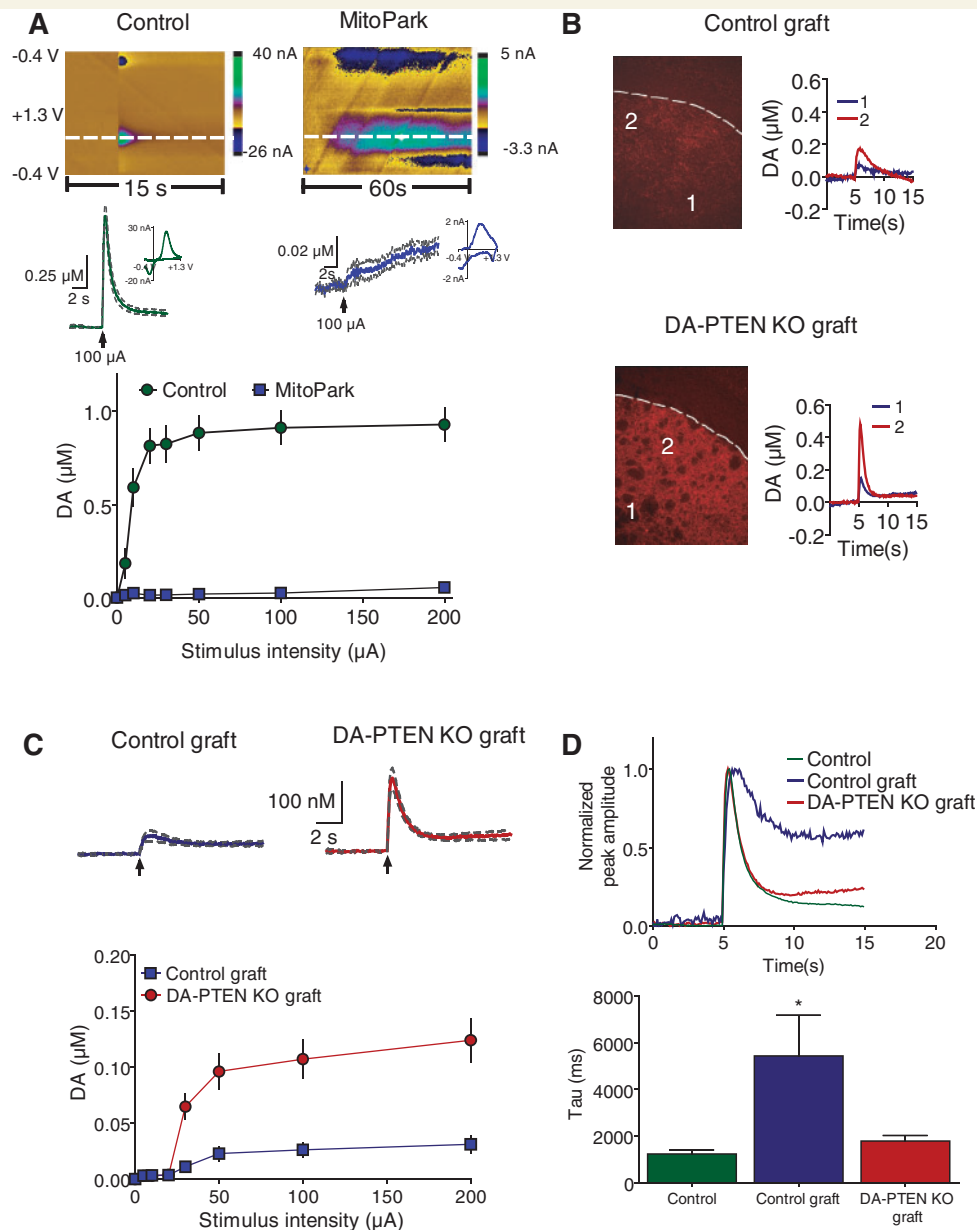 A
Control
MitoPark
-0.4 V
+1.3 V
-0.4 V
40 nA
-26 nA
5 nA
-3.3 nA
15 s
60s
0.25 µM
2 s
30 nA
-0.4 V
+1.3 V
-20 nA
100 µA
0.02 µM
2s
2 nA
-0.4 V
+1.3 V
-2 nA
100 µA
Control
MitoPark
DA (µM)
1.0
0.5
0.0
0 50 100 150 200
Stimulus intensity (µA)
B
Control graft
2
1
DA (µM)
0.6
0.4
0.2
0.0
-0.2
1
2
5 10 15
Time(s)
DA-PTEN KO graft
2
1
DA (µM)
0.6
0.4
0.2
0.0
-0.2
1
2
5 10 15
Time(s)
C
Control graft
DA-PTEN KO graft
100 nM
2 s
Control graft
DA-PTEN KO graft
DA (µM)
0.20
0.15
0.10
0.05
0.00
0 50 100 150 200
Stimulus intensity (µA)
D
Control
Control graft
DA-PTEN KO graft
Normalized
peak amplitude
1.0
0.5
0.0
0 5 10 15 20
Time(s)
Tau (ms)
8000
6000
4000
2000
0
*
Control
Control graft
DA-PTEN KO
graft